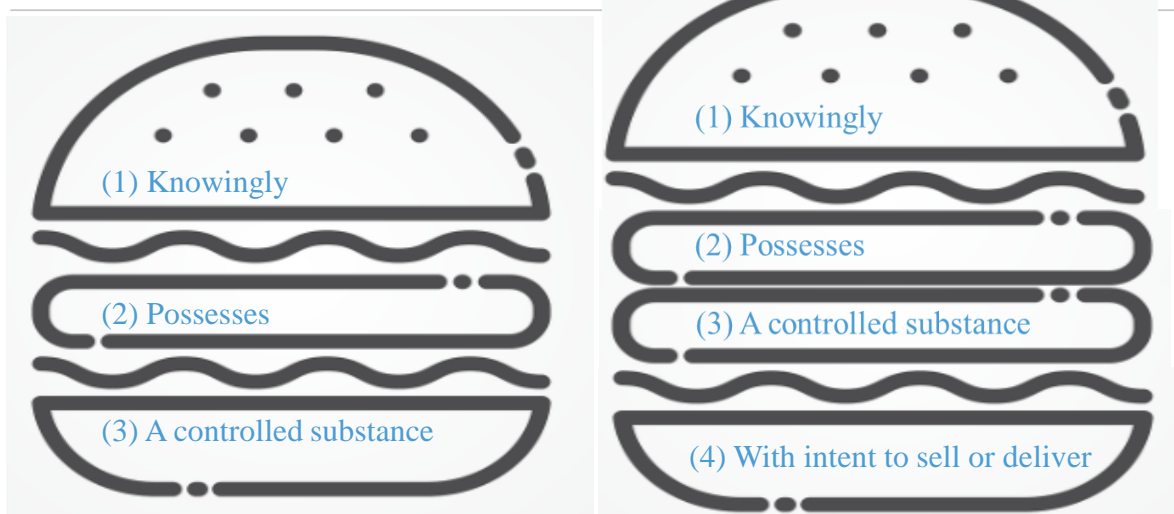 (1) Knowingly
(2) Possesses
(3) A controlled substance
(1) Knowingly
(2) Possesses
(3) A controlled substance
(4) With intent to sell or deliver